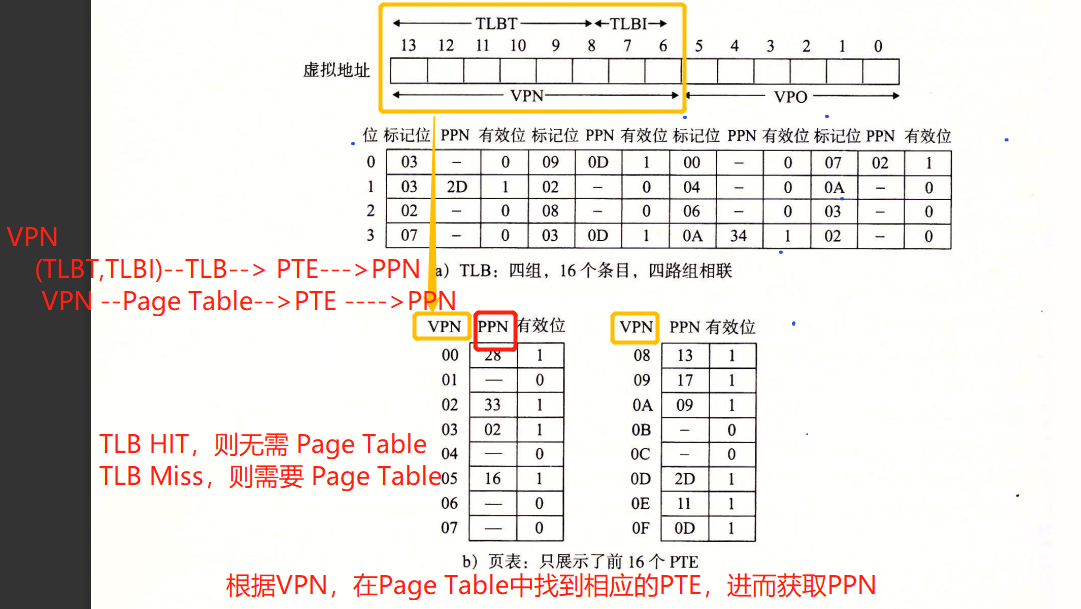 TLBT TLBI
13 12 11 10 9 8 7 6 5 4 3 2 1 0
虚拟地址
VPN VPO
位 标记位 PPN 有效位 标记位 PPN 有效位 标记位 PPN 有效位 标记位 PPN 有效位
0 03 – 0 09 0D 1 00 – 0 07 02 1
1 03 2D 1 02 – 0 04 – 0 0A – 0
2 02 – 0 08 – 0 06 – 0 03 – 0
3 07 – 0 03 0D 1 0A 34 1 02 – 0
VPN
(TLBT,TLBI)--TLB--> PTE--->PPN
a）TLB：四组，16 个条目，四路组相联
VPN --Page Table-->PTE ---->PPN
VPN PPN 有效位 VPN PPN 有效位
00 28 1 08 13 1
01 — 0 09 17 1
02 33 1 0A 09 1
03 02 1 0B – 0
04 — 0 0C – 0
05 16 1 0D 2D 1
06 — 0 0E 11 1
07 — 0 0F 0D 1
TLB HIT，则无需 Page Table
TLB Miss，则需要 Page Table
b）页表：只展示了前 16 个 PTE
根据VPN，在Page Table中找到相应的PTE，进而获取PPN